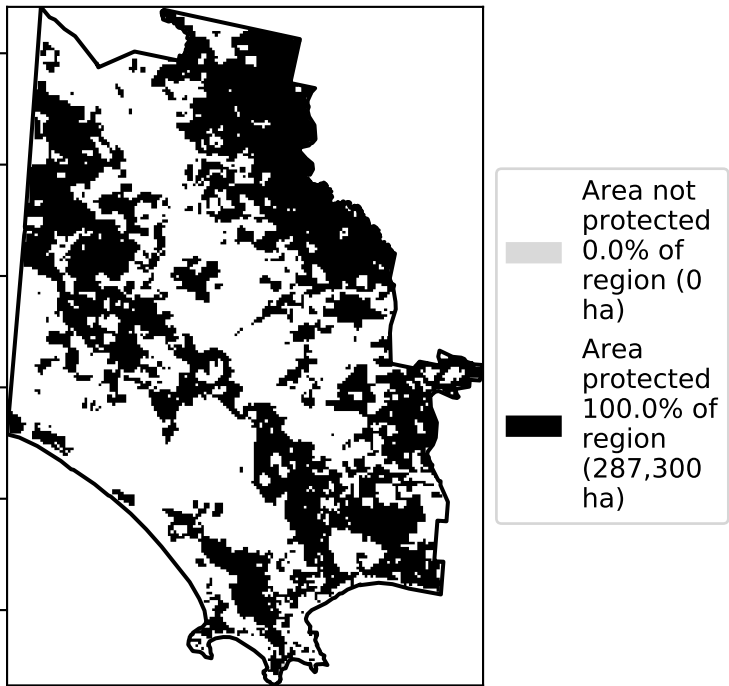 Area not
protected
0.0% of
region (0
ha)
Area
protected
100.0% of
region
(287,300
ha)